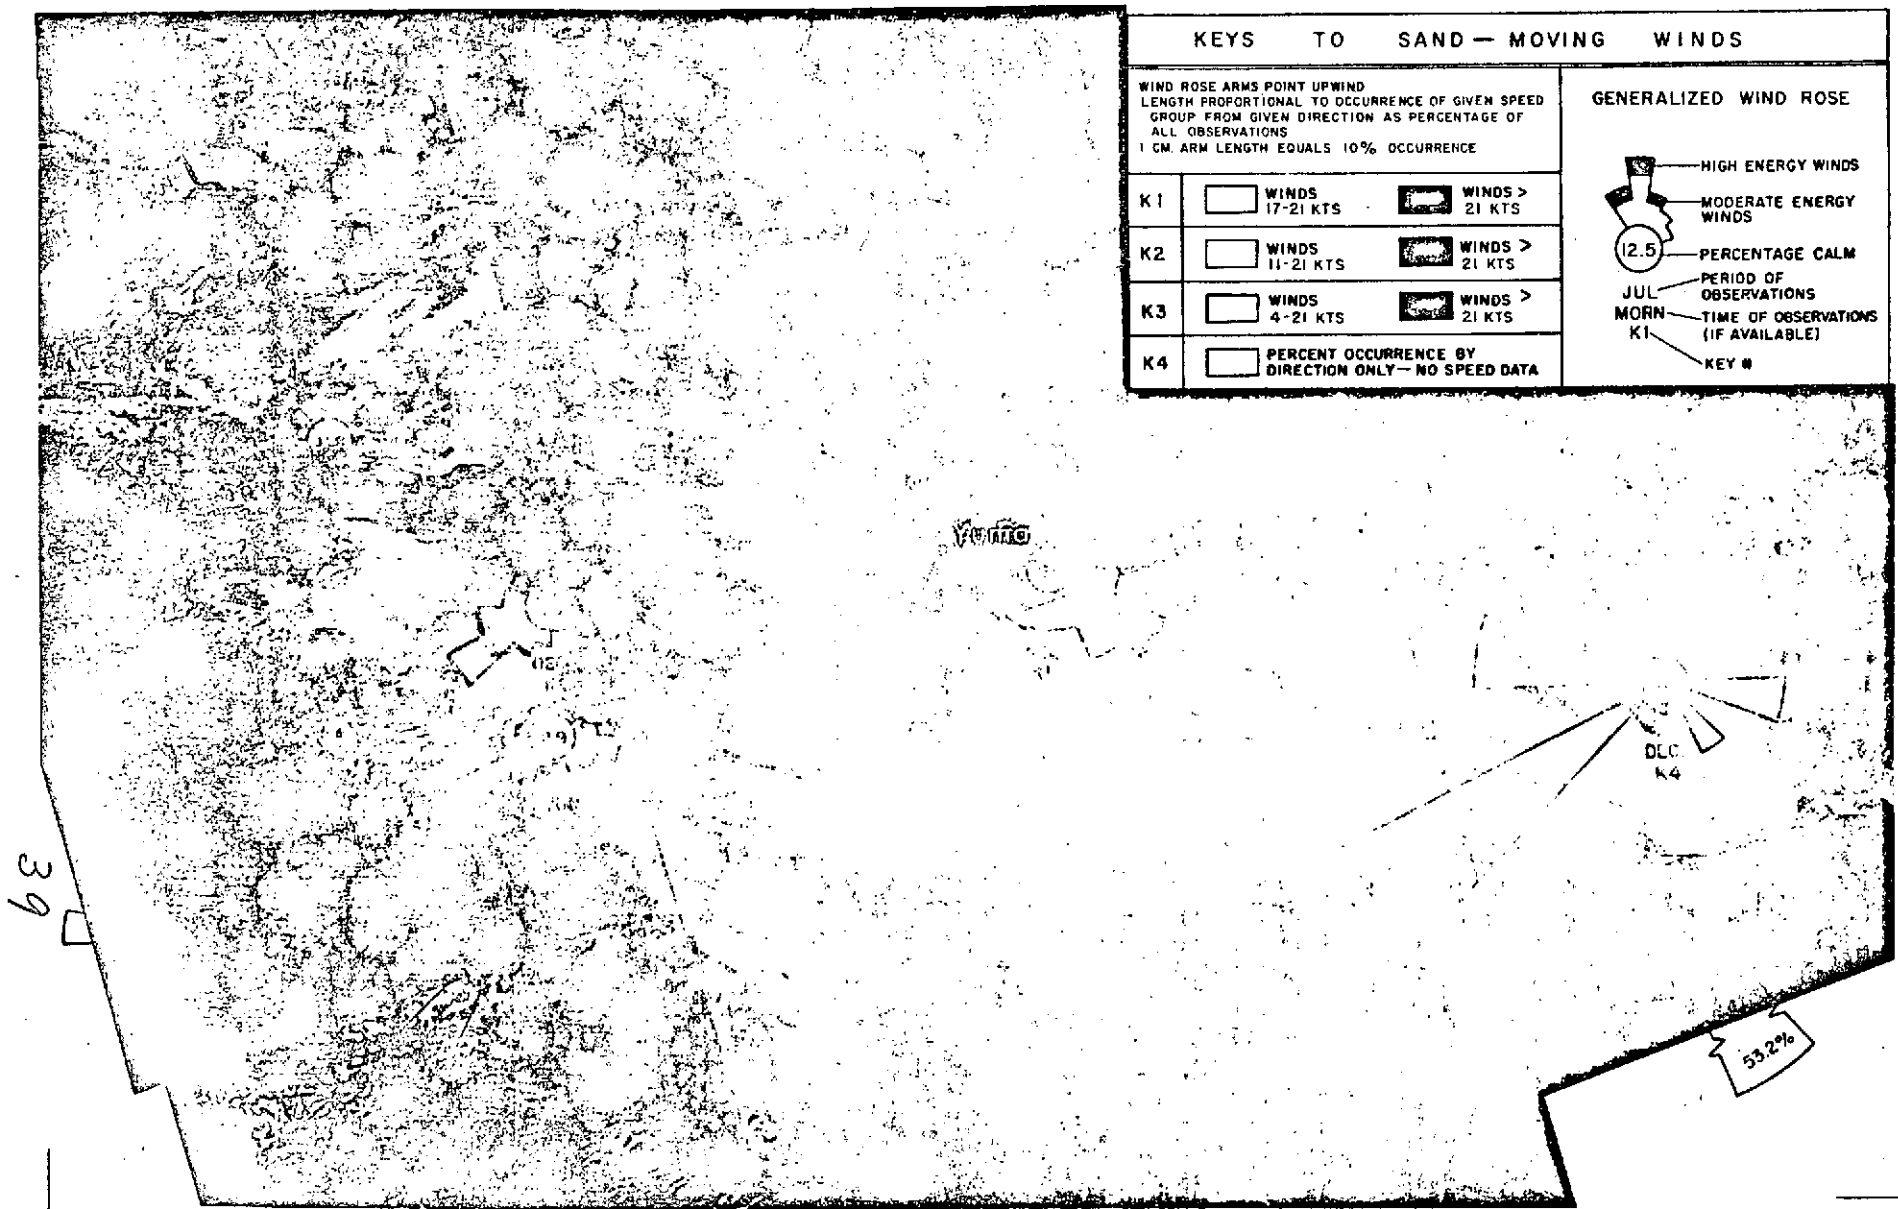 KEYS TO SAND — MOVING WINDS
WIND ROSE ARMS POINT UPWIND
LENGTH PROPORTIONAL TO OCCURRENCE OF GIVEN SPEED
GROUP FROM GIVEN DIRECTION AS PERCENTAGE OF
ALL OBSERVATIONS
1 CM. ARM LENGTH EQUALS 10% OCCURRENCE
K1
WINDS
17-21 KTS
WINDS >
21 KTS
K2
WINDS
11-21 KTS
WINDS >
21 KTS
K3
WINDS
4-21 KTS
WINDS >
21 KTS
K4
PERCENT OCCURRENCE BY
DIRECTION ONLY — NO SPEED DATA
GENERALIZED WIND ROSE
HIGH ENERGY WINDS
MODERATE ENERGY
WINDS
12.5
PERCENTAGE CALM
JUL
PERIOD OF
OBSERVATIONS
MORN
TIME OF OBSERVATIONS
(IF AVAILABLE)
K1
KEY #
Yuma
DEC
K4
39
53.2%